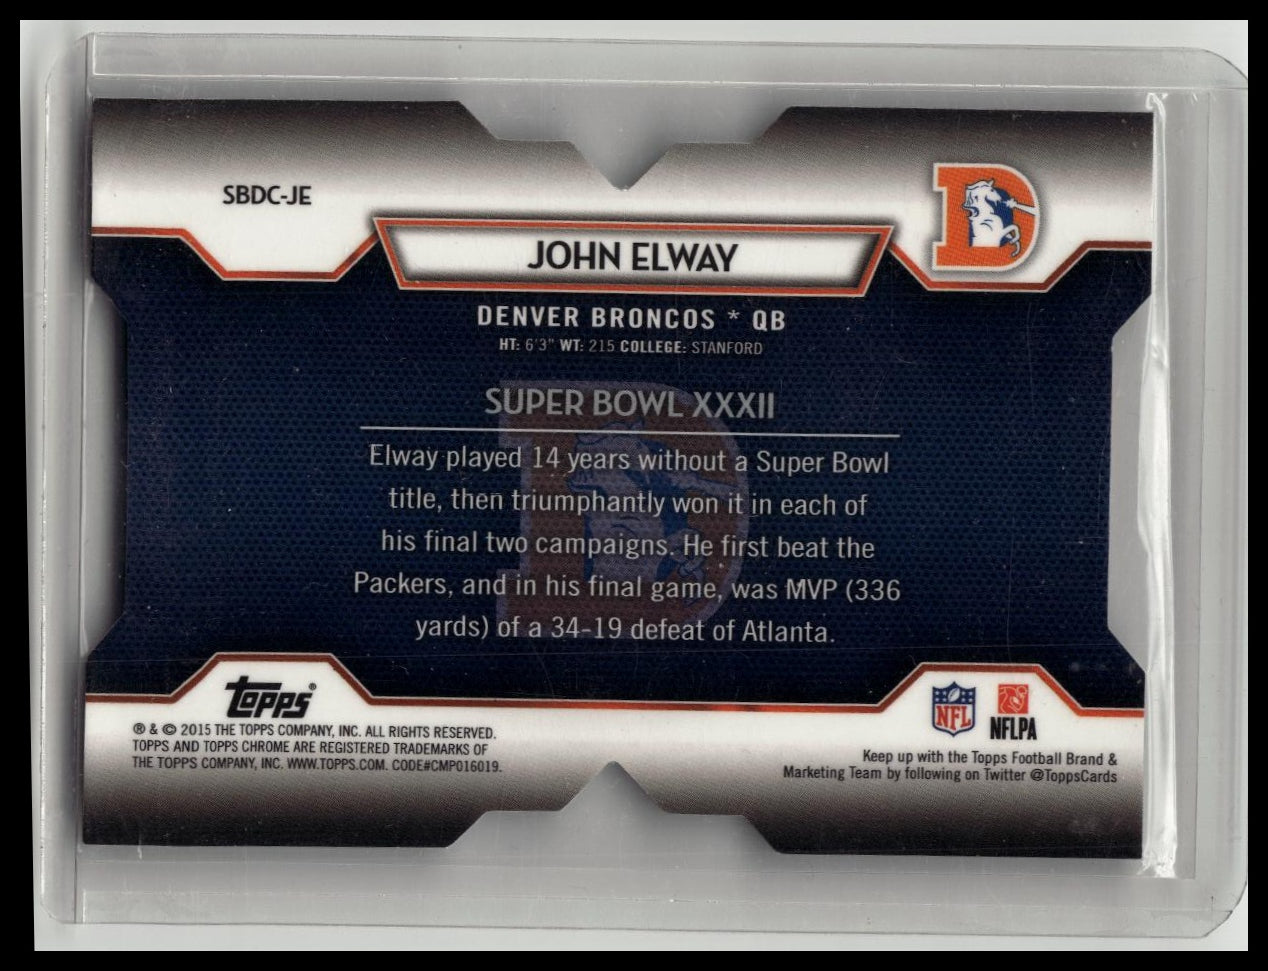 SBDC-JE
D
JOHN ELWAY
DENVER BRONCOS * QB
HT: 6'3" WT: 215 COLLEGE: STANFORD
SUPER BOWL XXXII
Elway played 14 years without a Super Bowl
title, then triumphantly won it in each of
his final two campaigns. He first beat the
Packers, and in his final game, was MVP (336
yards) of a 34-19 defeat of Atlanta.
Topps®
® & © 2015 THE TOPPS COMPANY, INC. ALL RIGHTS RESERVED.
TOPPS AND TOPPS CHROME ARE REGISTERED TRADEMARKS OF
THE TOPPS COMPANY, INC. WWW.TOPPS.COM. CODE#CMP016019.
NFL
NFLPA
Keep up with the Topps Football Brand &
Marketing Team by following on Twitter @ToppsCards